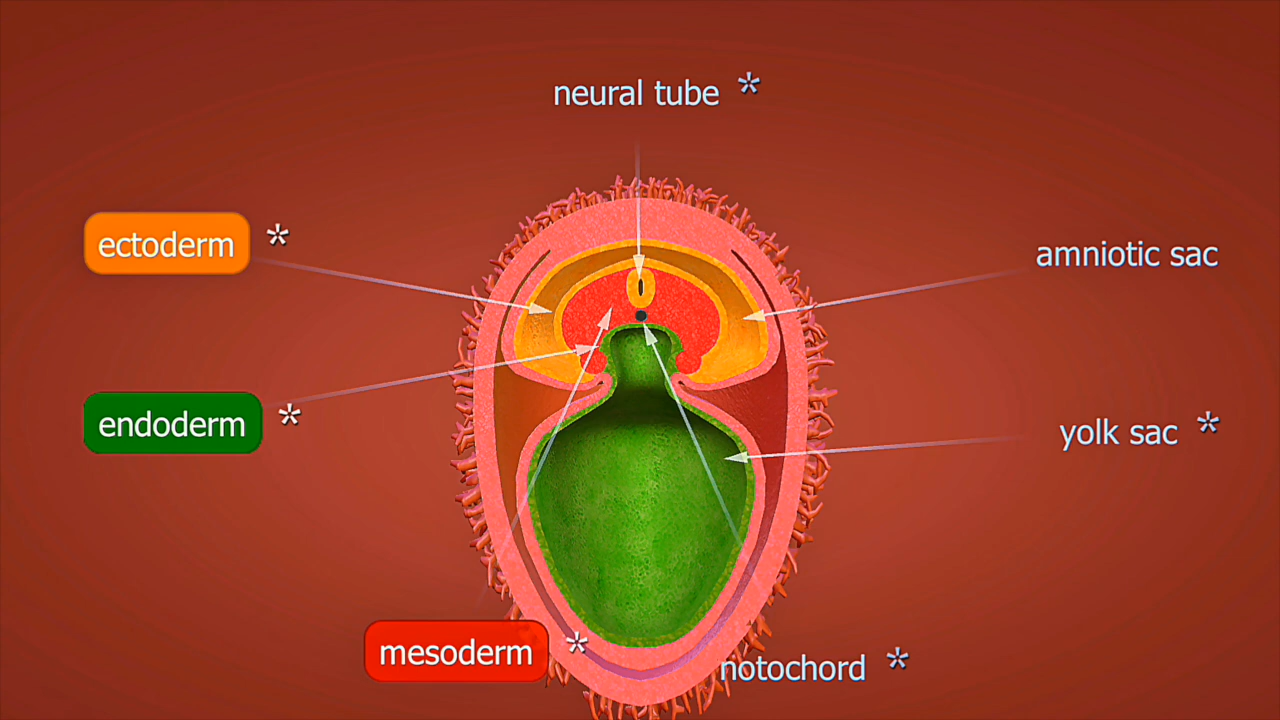 neural tube *
ectoderm *
amniotic sac
endoderm *
yolk sac *
mesoderm *
notochord *